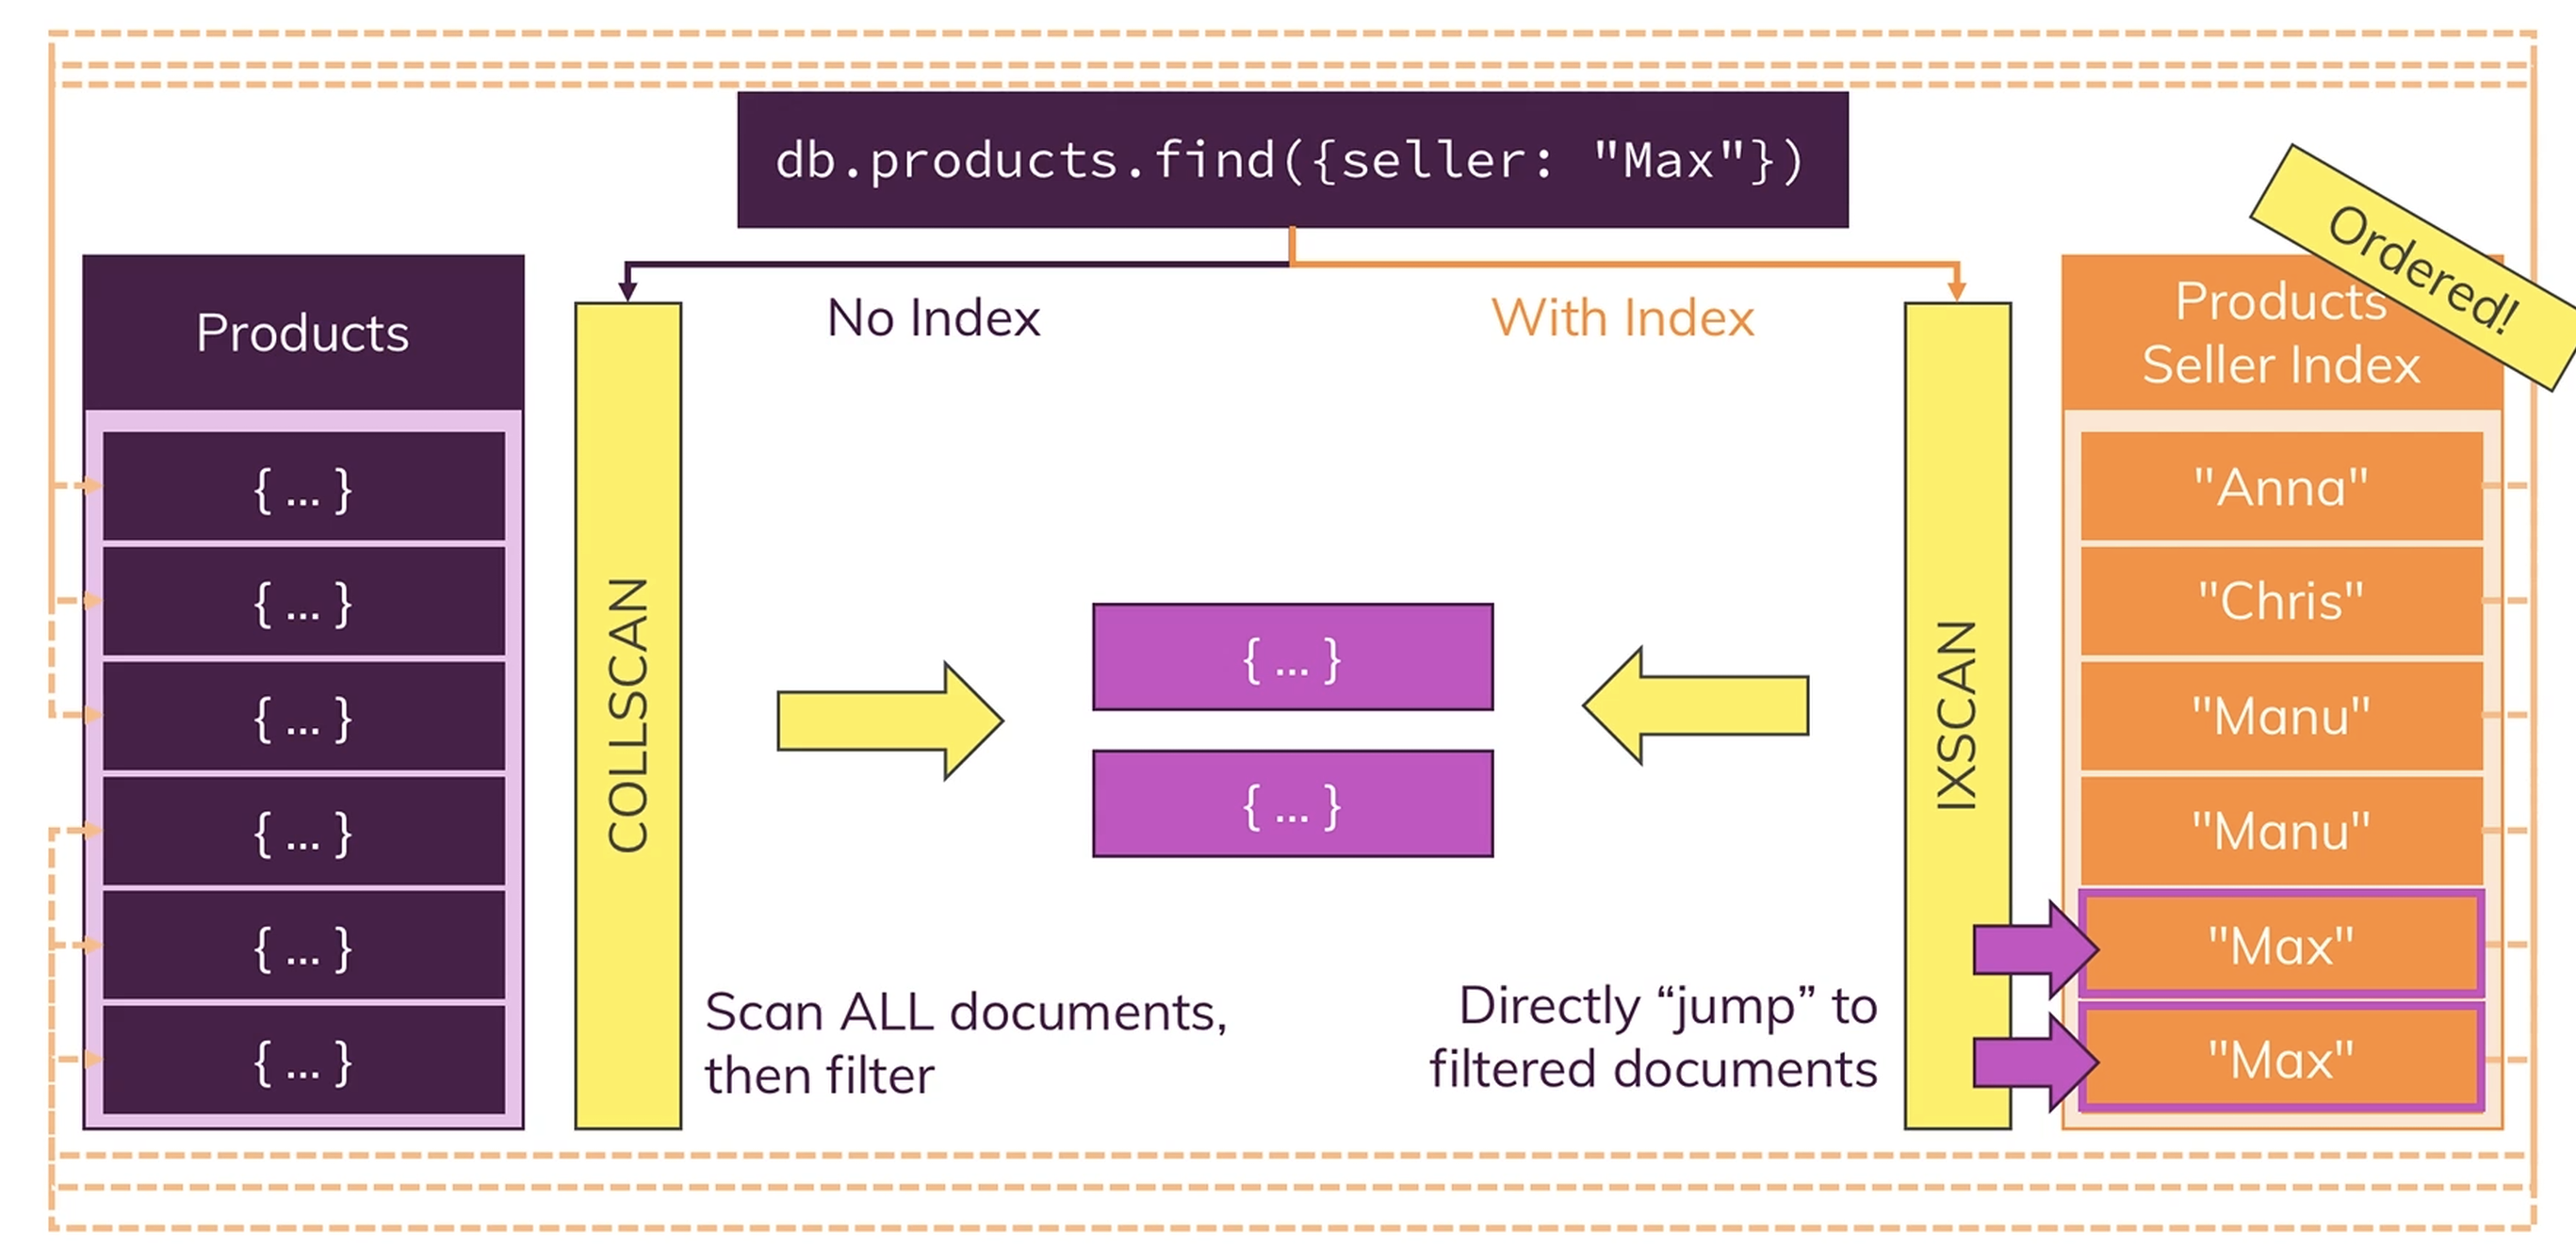 db.products.find({seller: "Max"})
Ordered!
No Index
With Index
Products
{ ... }
{ ... }
{ ... }
{ ... }
{ ... }
{ ... }
COLLSCAN
Scan ALL documents,
then filter
{ ... }
{ ... }
Directly “jump” to
filtered documents
IXSCAN
Products
Seller Index
"Anna"
"Chris"
"Manu"
"Manu"
"Max"
"Max"